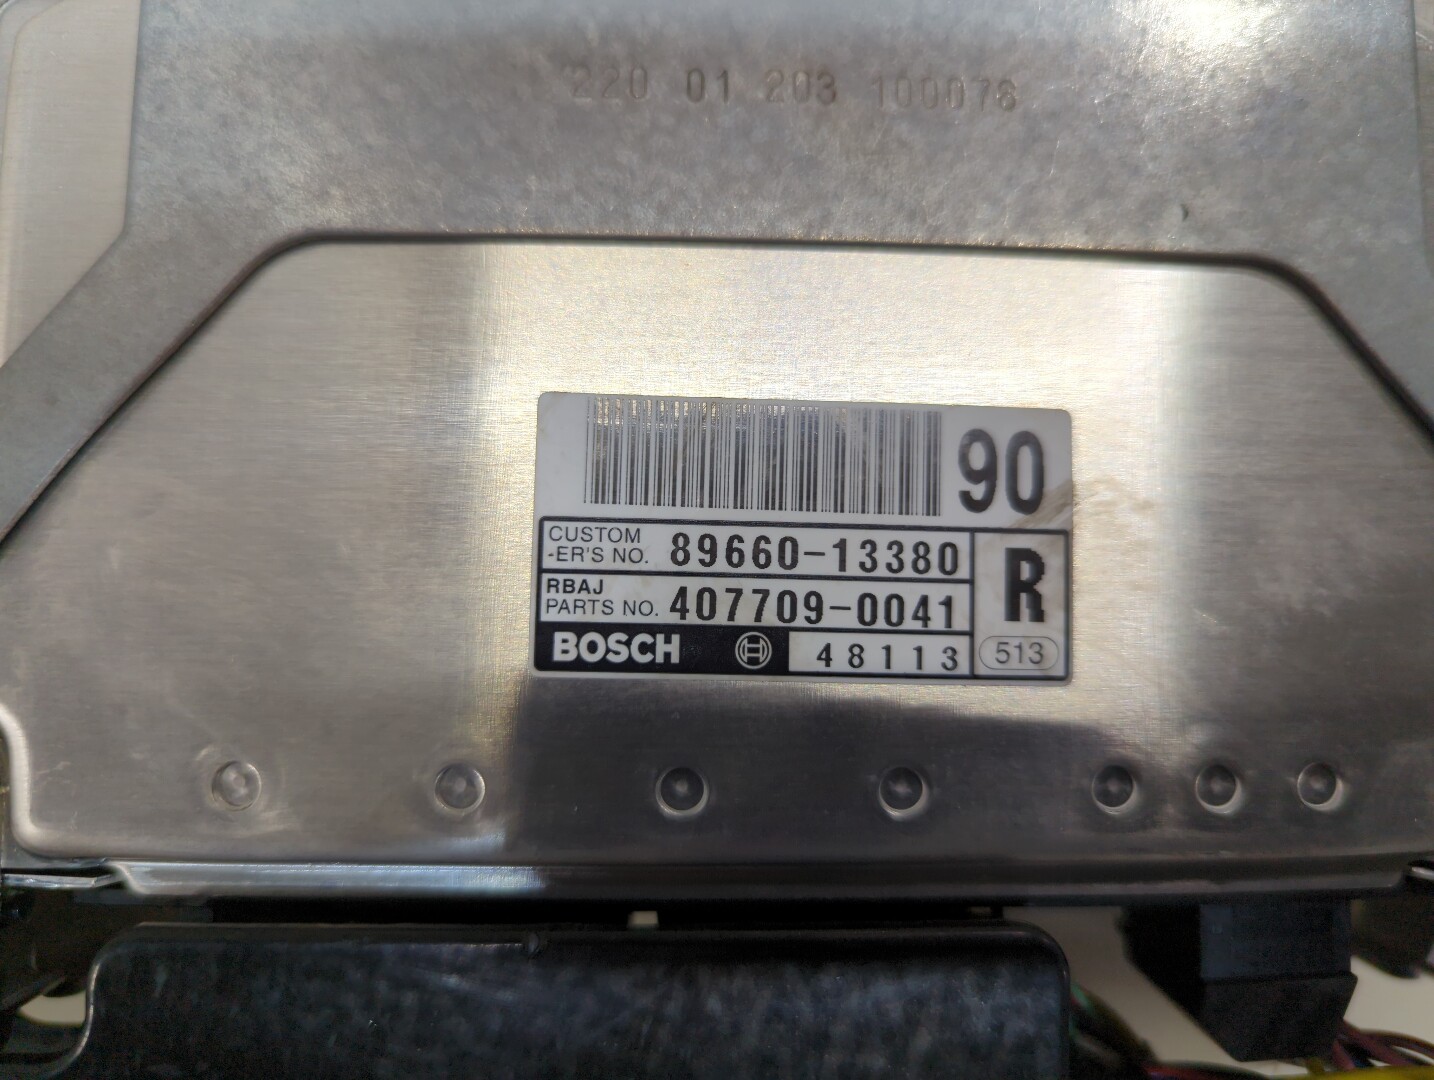 220 01 203 100076
90
CUSTOM
-ER'S NO. 89660-13380
R
RBAJ
PARTS NO. 407709-0041
BOSCH 48113 513